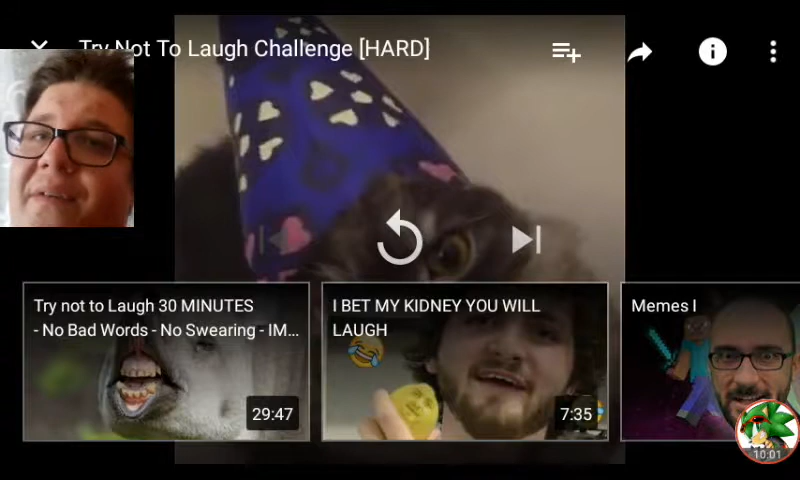 Try Not To Laugh Challenge [HARD]
Try not to Laugh 30 MINUTES
- No Bad Words - No Swearing - IM...
29:47
I BET MY KIDNEY YOU WILL
LAUGH
7:35
Memes I
10:01